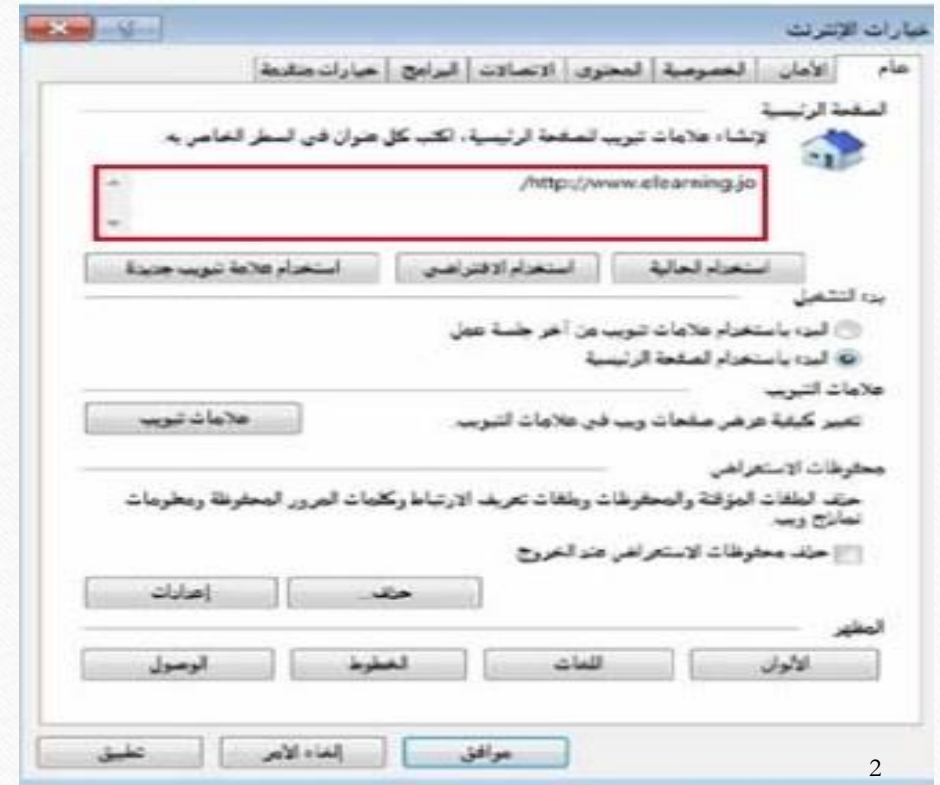 خيارات الإنترنت
عام الأمان الخصوصية المحتوى الاتصالات البرامج خيارات متقدمة
الصفحة الرئيسية
لإنشاء علامات تبويب للصفحة الرئيسية، اكتب كل عنوان في السطر الخاص به.
/http://www.elearning.jo
استخدام الحالية استخدام الافتراضي استخدام علامة تبويب جديدة
بدء التشغيل
البدء باستخدام علامات تبويب من آخر جلسة عمل
البدء باستخدام الصفحة الرئيسية
علامات التبويب
تغيير كيفية عرض صفحات ويب في علامات التبويب. علامات تبويب
محفوظات الاستعراض
حذف الملفات المؤقتة والمحفوظات وملفات تعريف الارتباط وكلمات المرور المحفوظة ومعلومات
نماذج ويب.
حذف محفوظات الاستعراض عند الخروج
حذف... إعدادات
المظهر
الألوان اللغات الخطوط الوصول
موافق إلغاء الأمر تطبيق
2